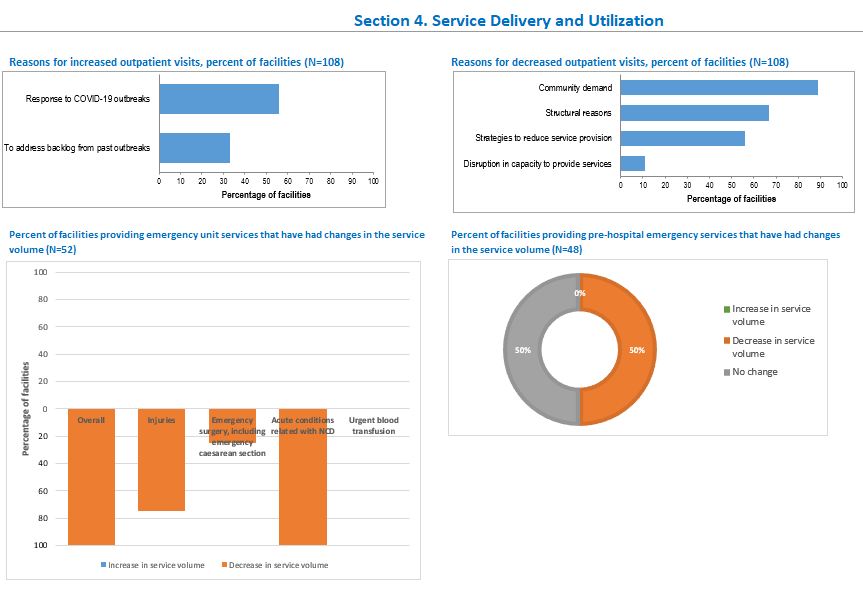 Section 4. Service Delivery and Utilization
Reasons for increased outpatient visits, percent of facilities (N=108)
Response to COVID-19 outbreaks
To address backlog from past outbreaks
0 10 20 30 40 50 60 70 80 90 100
Percentage of facilities
Reasons for decreased outpatient visits, percent of facilities (N=108)
Community demand
Structural reasons
Strategies to reduce service provision
Disruption in capacity to provide services
0 10 20 30 40 50 60 70 80 90 100
Percentage of facilities
Percent of facilities providing emergency unit services that have had changes in the service
volume (N=52)
Percentage of facilities
100
80
60
40
20
0
20
40
60
80
100
Overall
Injuries
Emergency
surgery, including
emergency
caesarean section
Acute conditions
related with NCD
Urgent blood
transfusion
Increase in service volume
Decrease in service volume
Percent of facilities providing pre-hospital emergency services that have had changes
in the service volume (N=48)
0%
50%
50%
Increase in service
volume
Decrease in service
volume
No change